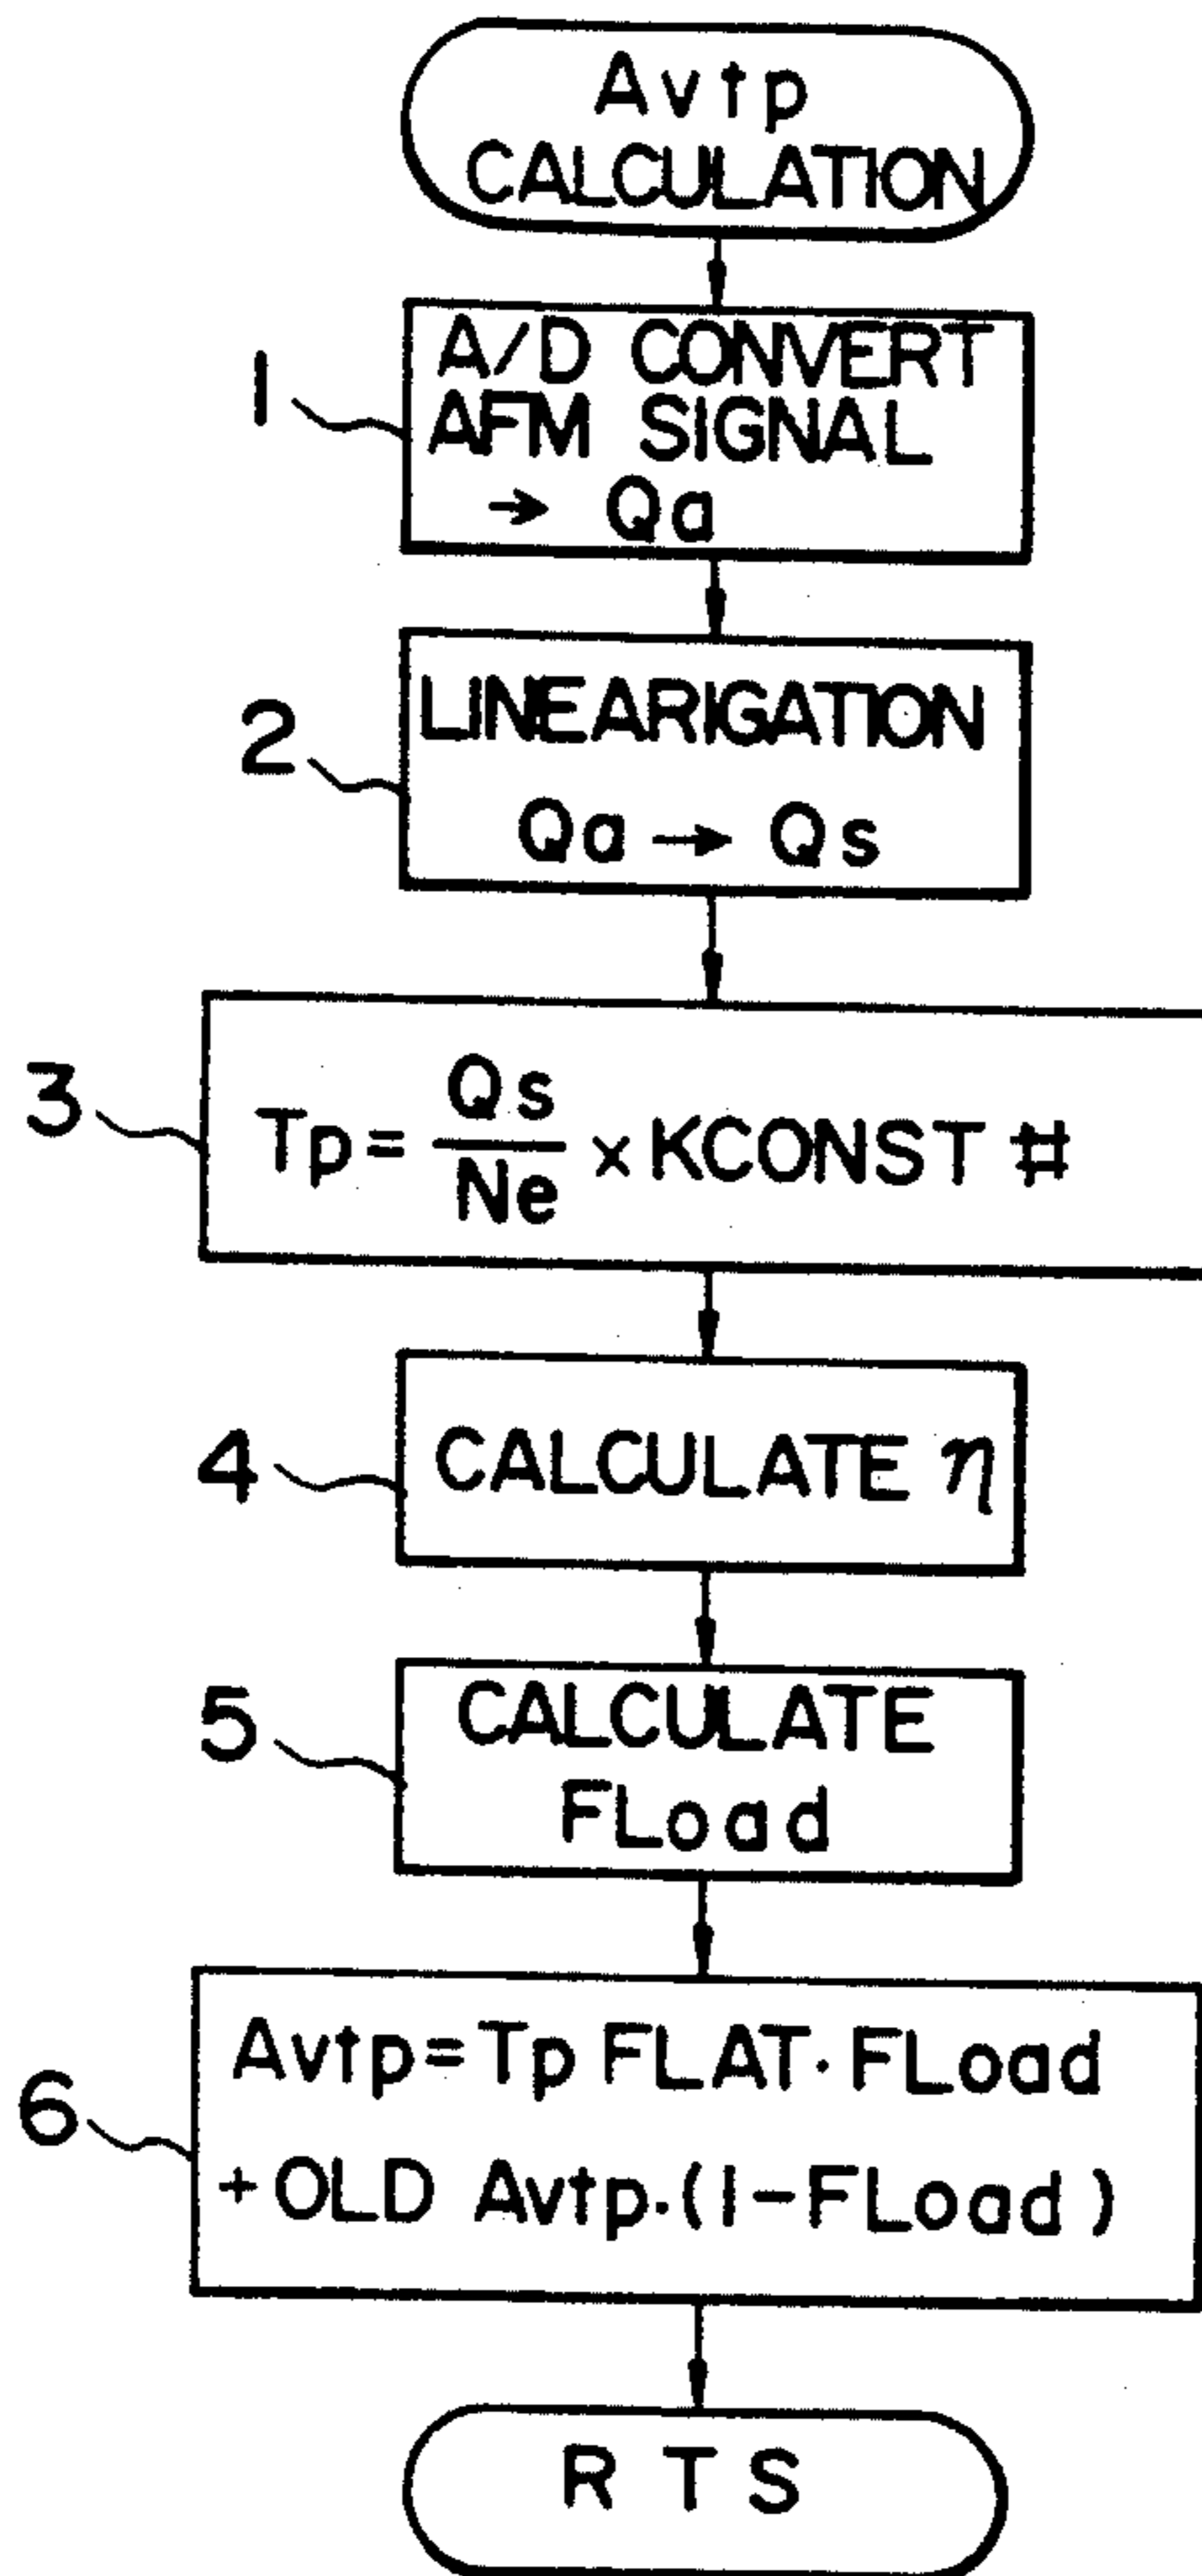 Avtp
CALCULATION
1
A/D CONVERT
AFM SIGNAL
→ Qa
2
LINEARIGATION
Qa → Qs
3
Tp = Qs/Ne × KCONST #
4
CALCULATE η
5
CALCULATE
FLoad
6
Avtp = Tp FLAT · FLoad
+ OLD Avtp · (1 - FLoad)
RTS